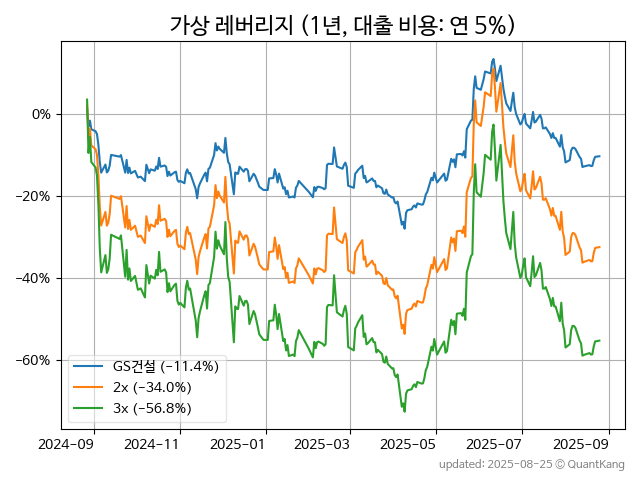 가상 레버리지 (1년, 대출 비용: 연 5%)
0%
−20%
−40%
−60%
GS건설 (−11.4%)
2x (−34.0%)
3x (−56.8%)
2024-09 2024-11 2025-01 2025-03 2025-05 2025-07 2025-09
updated: 2025-08-25 © QuantKang